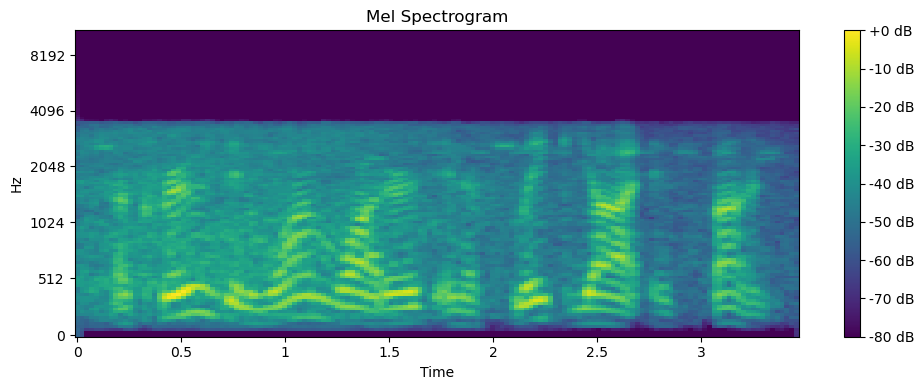 Mel Spectrogram
Hz
8192
4096
2048
1024
512
0
0
0.5
1
1.5
2
2.5
3
Time
+0 dB
-10 dB
-20 dB
-30 dB
-40 dB
-50 dB
-60 dB
-70 dB
-80 dB